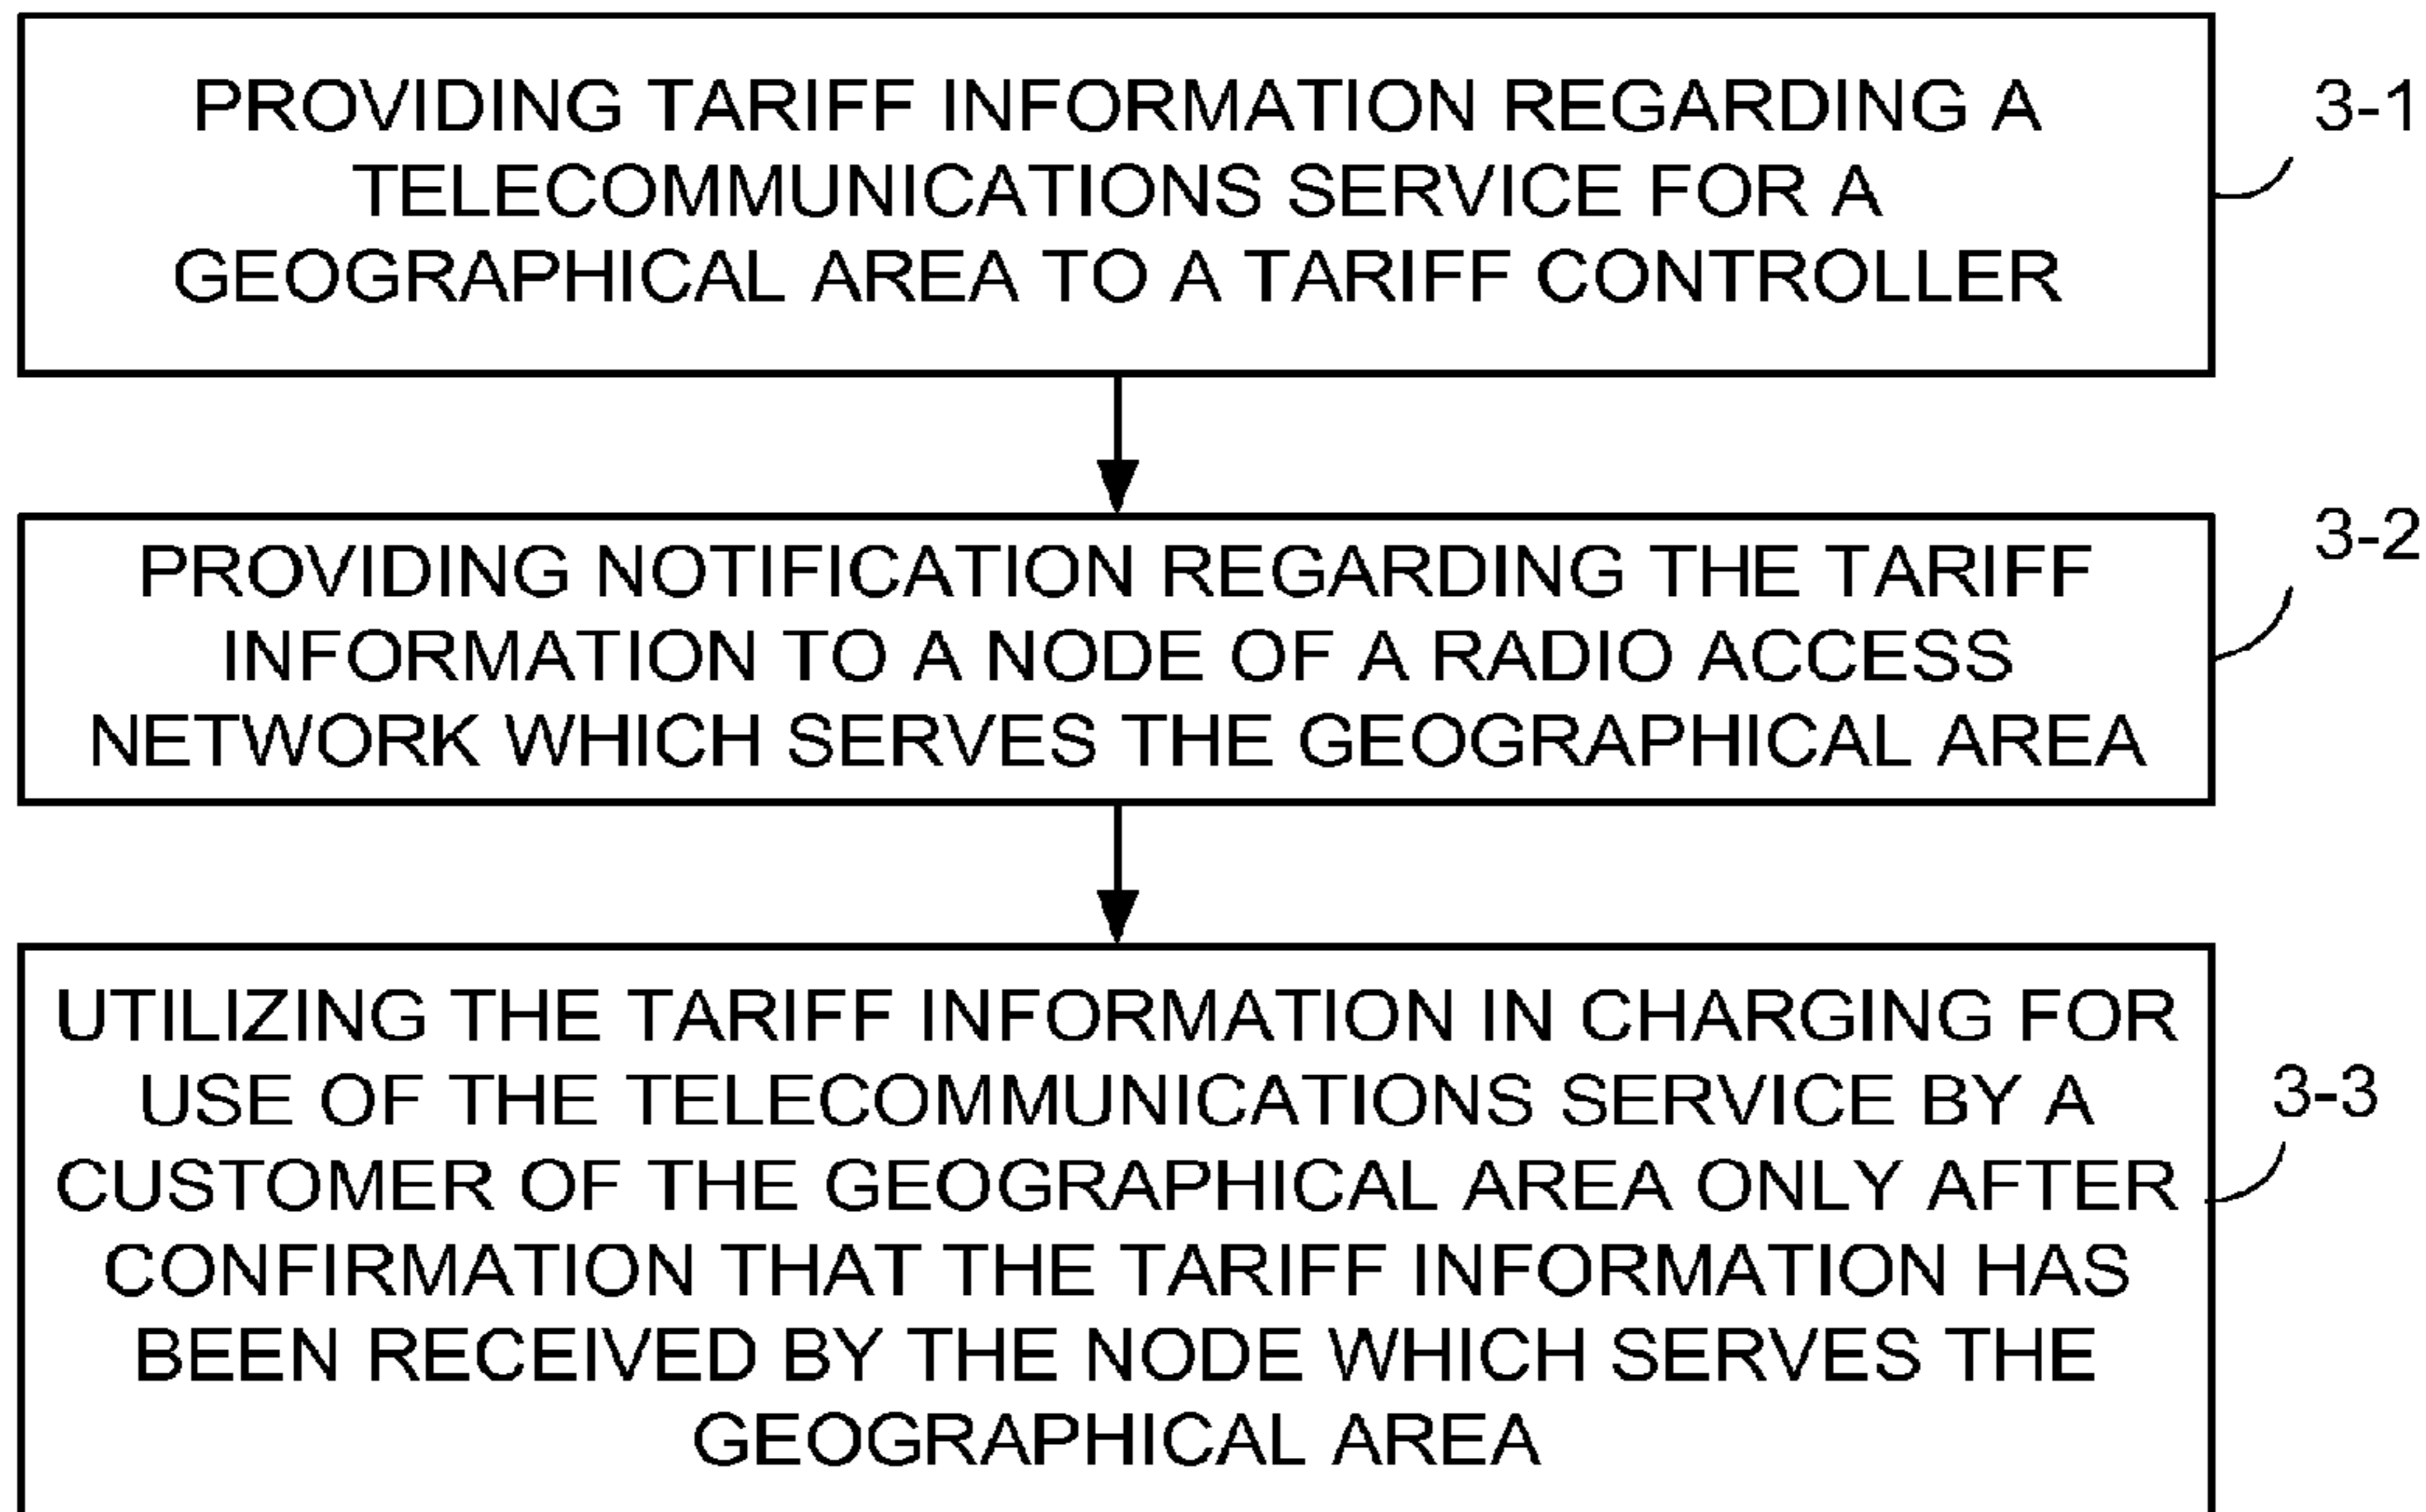 PROVIDING TARIFF INFORMATION REGARDING A
TELECOMMUNICATIONS SERVICE FOR A
GEOGRAPHICAL AREA TO A TARIFF CONTROLLER
3-1
PROVIDING NOTIFICATION REGARDING THE TARIFF
INFORMATION TO A NODE OF A RADIO ACCESS
NETWORK WHICH SERVES THE GEOGRAPHICAL AREA
3-2
UTILIZING THE TARIFF INFORMATION IN CHARGING FOR
USE OF THE TELECOMMUNICATIONS SERVICE BY A
CUSTOMER OF THE GEOGRAPHICAL AREA ONLY AFTER
CONFIRMATION THAT THE TARIFF INFORMATION HAS
BEEN RECEIVED BY THE NODE WHICH SERVES THE
GEOGRAPHICAL AREA
3-3